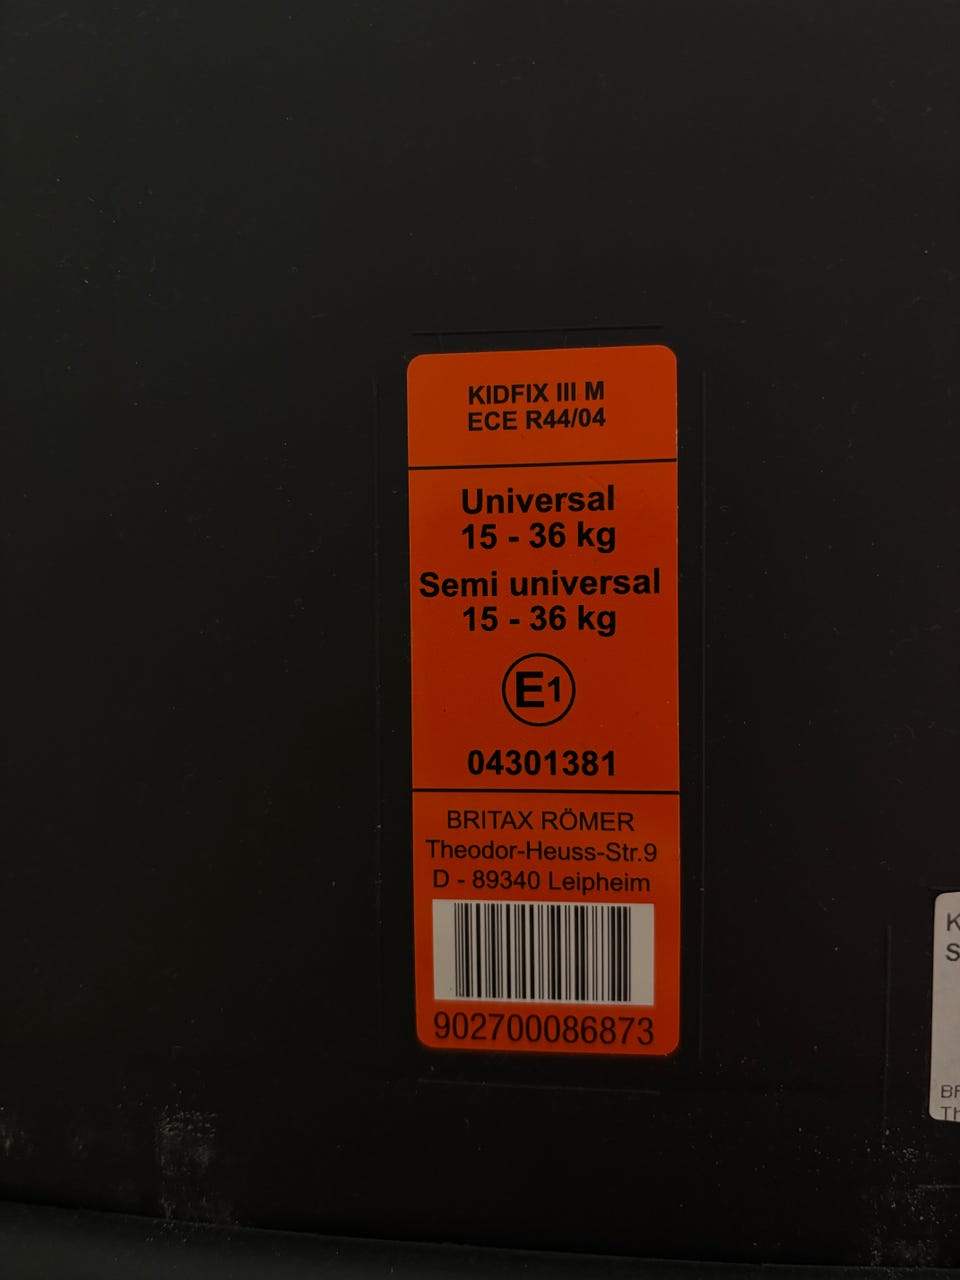 KIDFIX III M
ECE R44/04
Universal
15 - 36 kg
Semi universal
15 - 36 kg
E1
04301381
BRITAX RÖMER
Theodor-Heuss-Str.9
D - 89340 Leipheim
902700086873